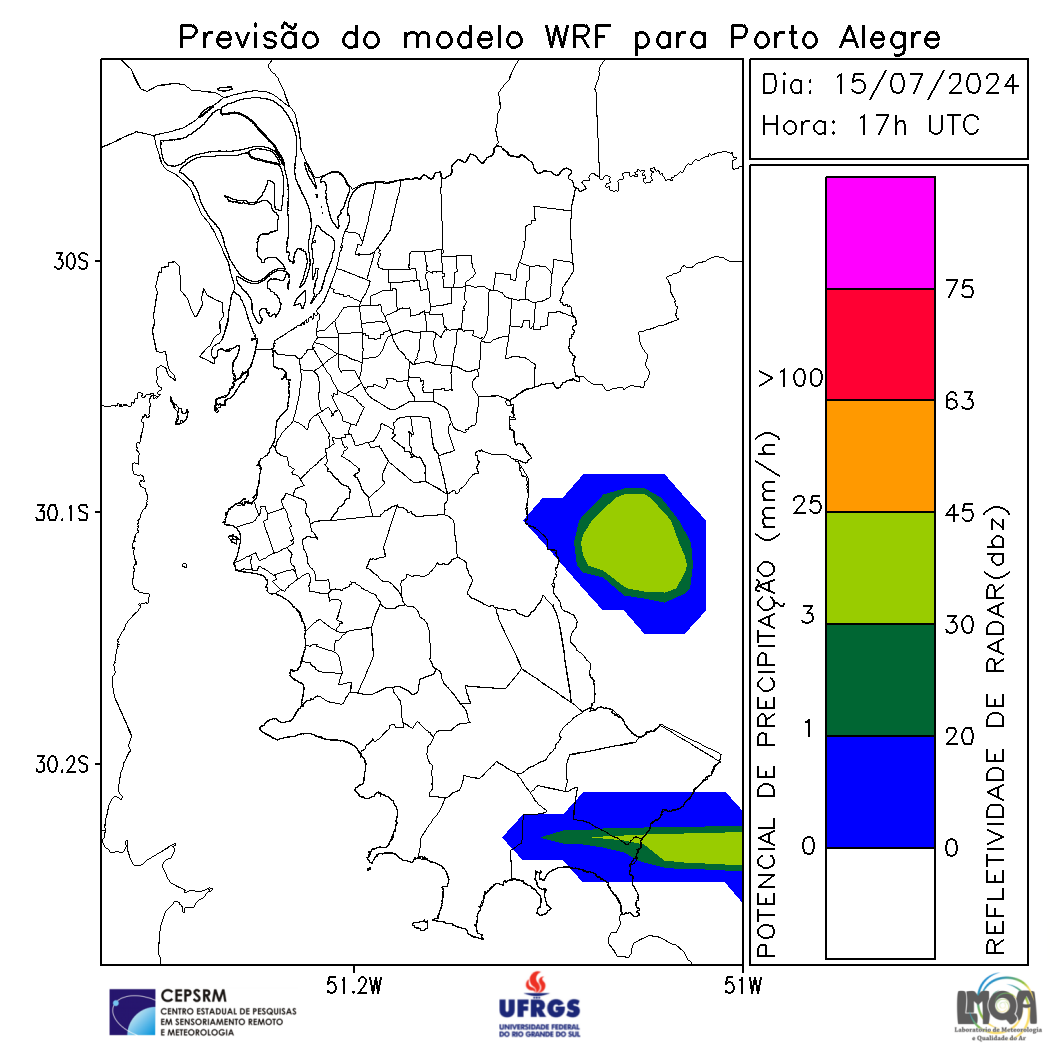 Previsão do modelo WRF para Porto Alegre
Dia: 15/07/2024
Hora: 17h UTC
30S
30.1S
30.2S
51.2W
51W
POTENCIAL DE PRECIPITAÇÃO (mm/h)
>100
25
3
1
0
75
63
45
30
20
0
REFLETIVIDADE DE RADAR(dbz)
CEPSRM
CENTRO ESTADUAL DE PESQUISAS
EM SENSORIAMENTO REMOTO
E METEOROLOGIA
UFRGS
UNIVERSIDADE FEDERAL
DO RIO GRANDE DO SUL
LMQA
Laboratório de Meteorologia
e Qualidade do Ar